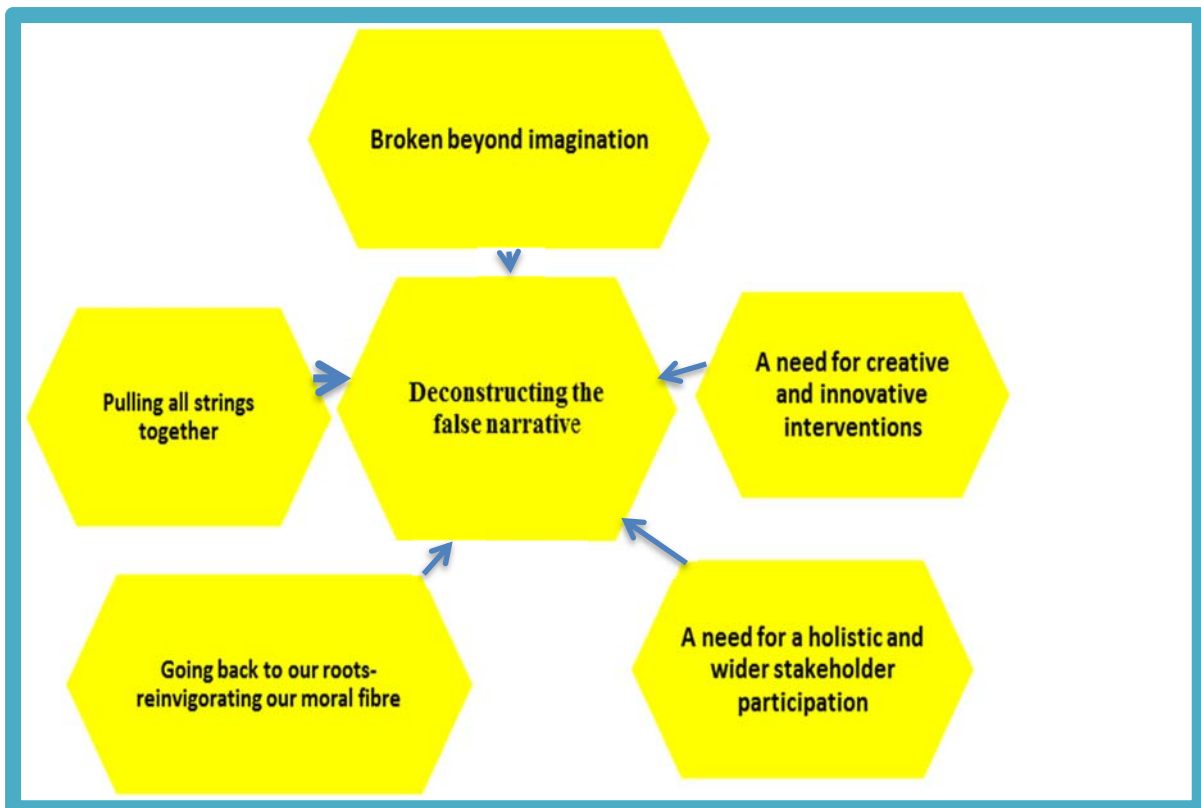 Broken beyond imagination
Pulling all strings
together
Deconstructing the
false narrative
A need for creative
and innovative
interventions
Going back to our roots-
reinvigorating our moral fibre
A need for a holistic and
wider stakeholder
participation